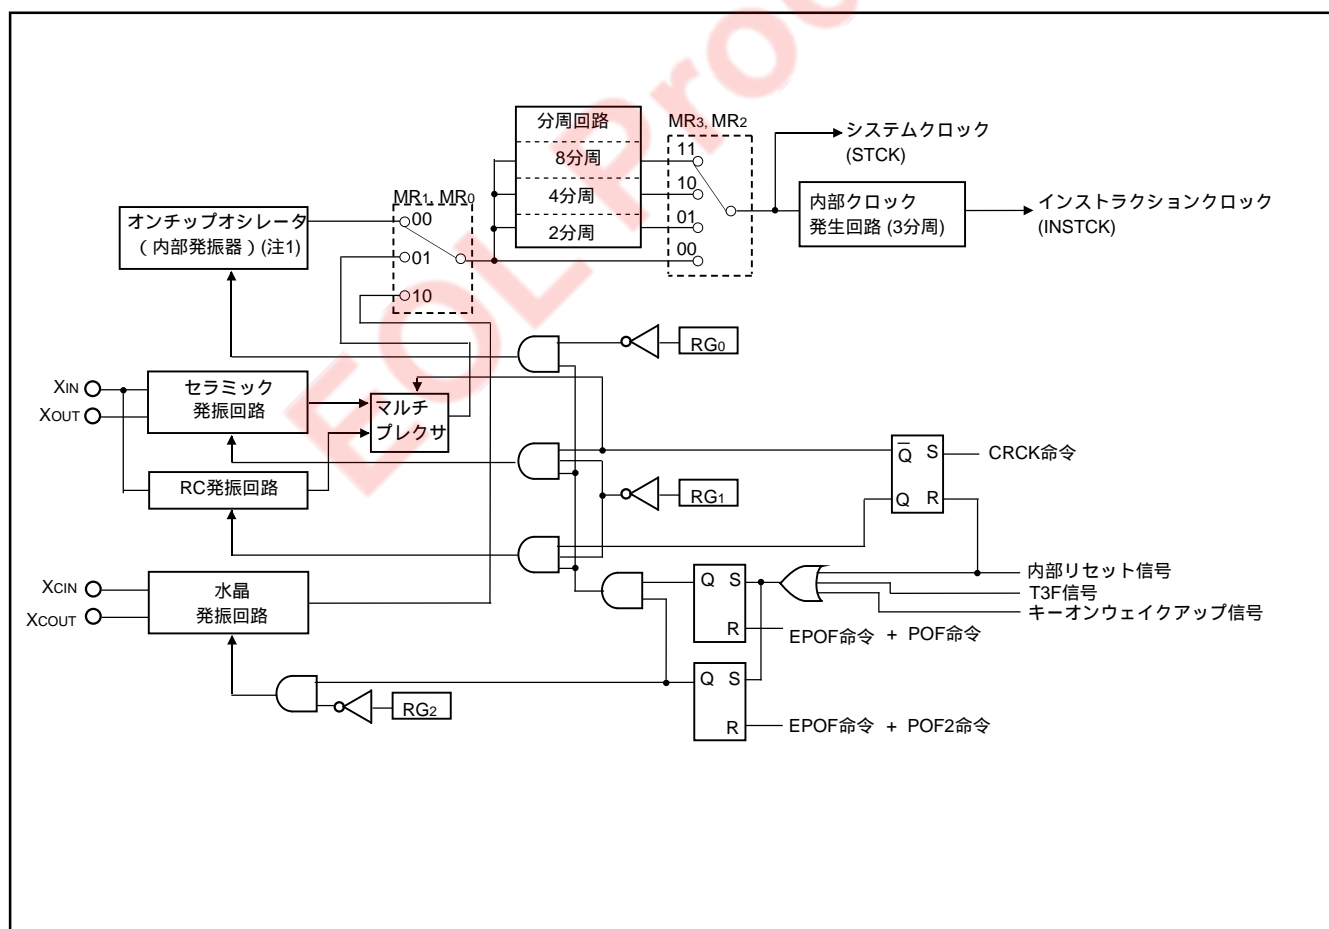 EOL Proc
分周回路
8分周
4分周
2分周
MR3, MR2
11
10
01
00
システムクロック
(STCK)
内部クロック
発生回路 (3分周)
インストラクションクロック
(INSTCK)
MR1, MR0
00
01
10
オンチップオシレータ
(内部発振器)(注1)
RG0
XIN
XOUT
セラミック
発振回路
マルチ
プレクサ
RC発振回路
RG1
Q S
Q R
CRCK命令
XCIN
XCOUT
水晶
発振回路
Q S
R
内部リセット信号
T3F信号
キーオンウェイクアップ信号
EPOF命令 + POF命令
RG2
Q S
R
EPOF命令 + POF2命令